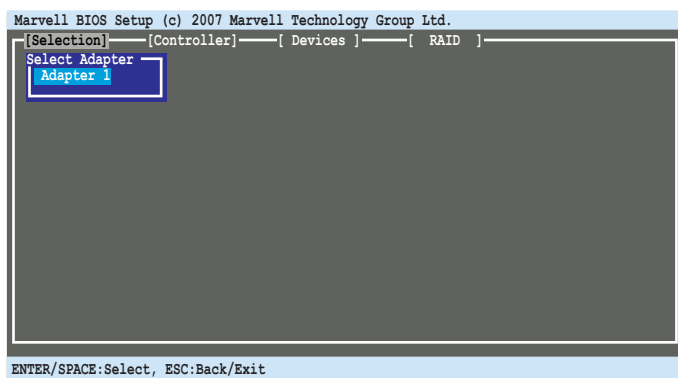 Marvell BIOS Setup (c) 2007 Marvell Technology Group Ltd.
[Selection] [Controller] [ Devices ] [ RAID ]
Select Adapter
Adapter 1
ENTER/SPACE:Select, ESC:Back/Exit